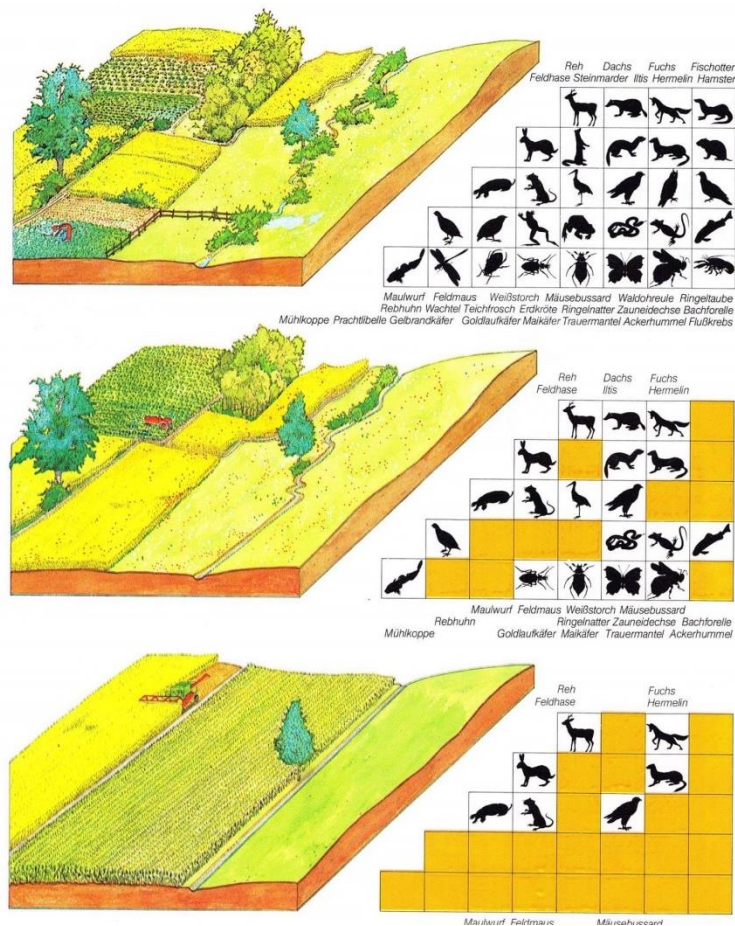 Reh Dachs Fuchs Fischotter
Feldhase Steinmarder Iltis Hermelin Hamster
Maulwurf Feldmaus Weißstorch Mäusebussard Waldohreule Ringeltaube
Rebhuhn Wachtel Teichfrosch Erdkröte Ringelnatter Zauneidechse Bachforelle
Mühlkoppe Prachtlibelle Gelbrandkäfer Goldlaufkäfer Maikäfer Trauermantel Ackerhummel Flußkrebs
Reh Dachs Fuchs
Feldhase Iltis Hermelin
Maulwurf Feldmaus Weißstorch Mäusebussard
Rebhuhn Ringelnatter Zauneidechse Bachforelle
Mühlkoppe Goldlaufkäfer Maikäfer Trauermantel Ackerhummel
Reh Fuchs
Feldhase Hermelin
Maulwurf Feldmaus Mäusebussard